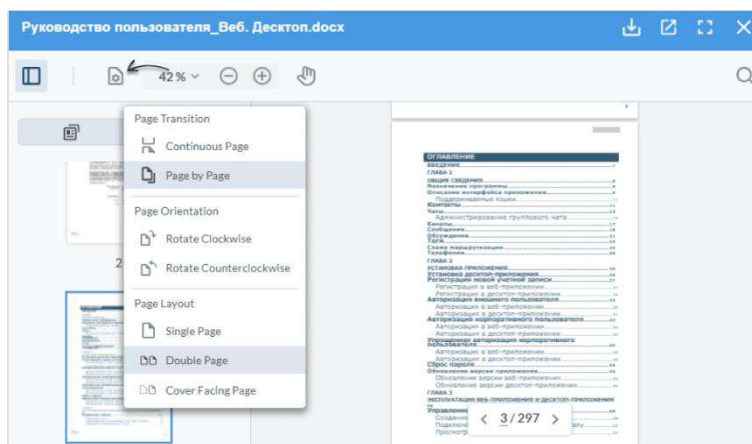 Руководство пользователя_Веб. Десктоп.docx
42 %
Page Transition
Continuous Page
Page by Page
Page Orientation
Rotate Clockwise
Rotate Counterclockwise
Page Layout
Single Page
Double Page
Cover Facing Page
2
ОГЛАВЛЕНИЕ
ВВЕДЕНИЕ
ГЛАВА 1
ОБЩИЕ СВЕДЕНИЯ
Назначение программы
Описание интерфейса приложения
Поддерживаемые языки
Контакты
Чаты
Администрирование группового чата
Каналы
Сообщения
Обсуждения
Теги
Схема маршрутизации
Телефония
ГЛАВА 2
УСТАНОВКА ПРИЛОЖЕНИЯ
Установка десктоп-приложения
Регистрация новой учетной записи
Регистрация в веб-приложении
Регистрация в десктоп-приложении
Авторизация внешнего пользователя
Авторизация в веб-приложении
Авторизация в десктоп-приложении
Авторизация корпоративного пользователя
Авторизация в веб-приложении
Авторизация в десктоп-приложении
Упрощенная авторизация корпоративного
пользователя
Авторизация в веб-приложении
Авторизация в десктоп-приложении
Сброс пароля
Обновление версии приложения
Обновление версии веб-приложения
Обновление версии десктоп-приложения
ГЛАВА 3
ЭКСПЛУАТАЦИЯ ВЕБ-ПРИЛОЖЕНИЯ И ДЕСКТОП-ПРИЛОЖЕНИЯ
Управление
Создание
Подключе
Просмотр
3 / 297